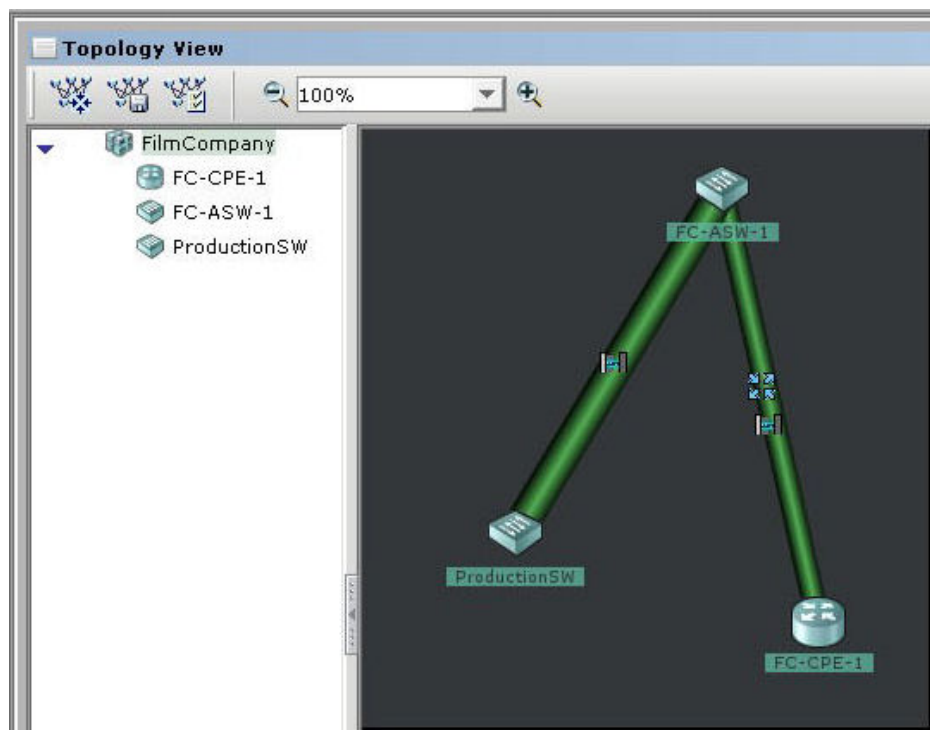 Topology View
100%
FilmCompany
FC-CPE-1
FC-ASW-1
ProductionSW
FC-ASW-1
ProductionSW
FC-CPE-1